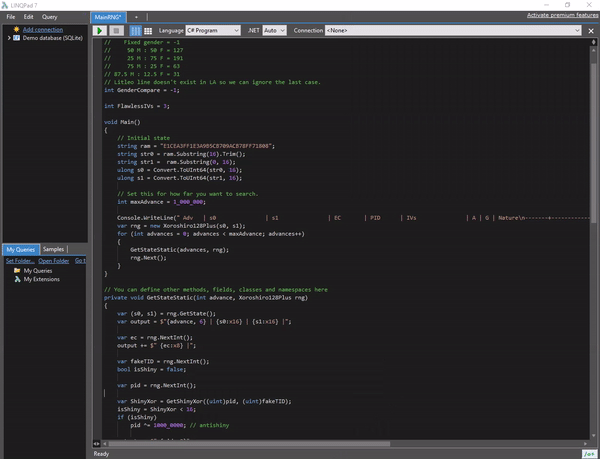 LINQPad 7
File Edit Query
MainRNG* +
Activate premium features
Add connection
Demo database (SQLite)
Language C# Program .NET Auto Connection <None>
//    Fixed gender = -1
//     50 M : 50 F = 127
//     25 M : 75 F = 191
//     75 M : 25 F = 63
// 87.5 M : 12.5 F = 31
// Litleo line doesn't exist in LA so we can ignore the last case.
int GenderCompare = -1;
int FlawlessIVs = 3;
void Main()
{
// Initial state
string ram =
string str0 = ram.Substring(16).Trim();
string str1 = ram.Substring(0, 16);
ulong s0 = Convert.ToUInt64(str0, 16);
ulong s1 = Convert.ToUInt64(str1, 16);
// Set this for how far you want to search.
int maxAdvance = 1_000_000;
Console.WriteLine(" Adv | s0 | s1 | EC | PID | IVs | A | G | Nature\n-------+------------
var rng = new Xoroshiro128Plus(s0, s1);
for (int advances = 0; advances < maxAdvance; advances++)
{
GetStateStatic(advances, rng);
rng.Next();
}
}
// You can define other methods, fields, classes and namespaces here
private void GetStateStatic(int advance, Xoroshiro128Plus rng)
{
var (s0, s1) = rng.GetState();
var output = $"{advance, 6} | {s0:x16} | {s1:x16} |";
var ec = rng.NextInt();
output += $" {ec:x8} |";
var fakeTID = rng.NextInt();
bool isShiny = false;
var pid = rng.NextInt();
var ShinyXor = GetShinyXor((uint)pid, (uint)fakeTID);
isShiny = ShinyXor < 16;
if (isShiny)
pid ^= 1000_0000; // antishiny
My Queries Samples
Set Folder... Open Folder Go t
My Queries
My Extensions
Ready
/o+